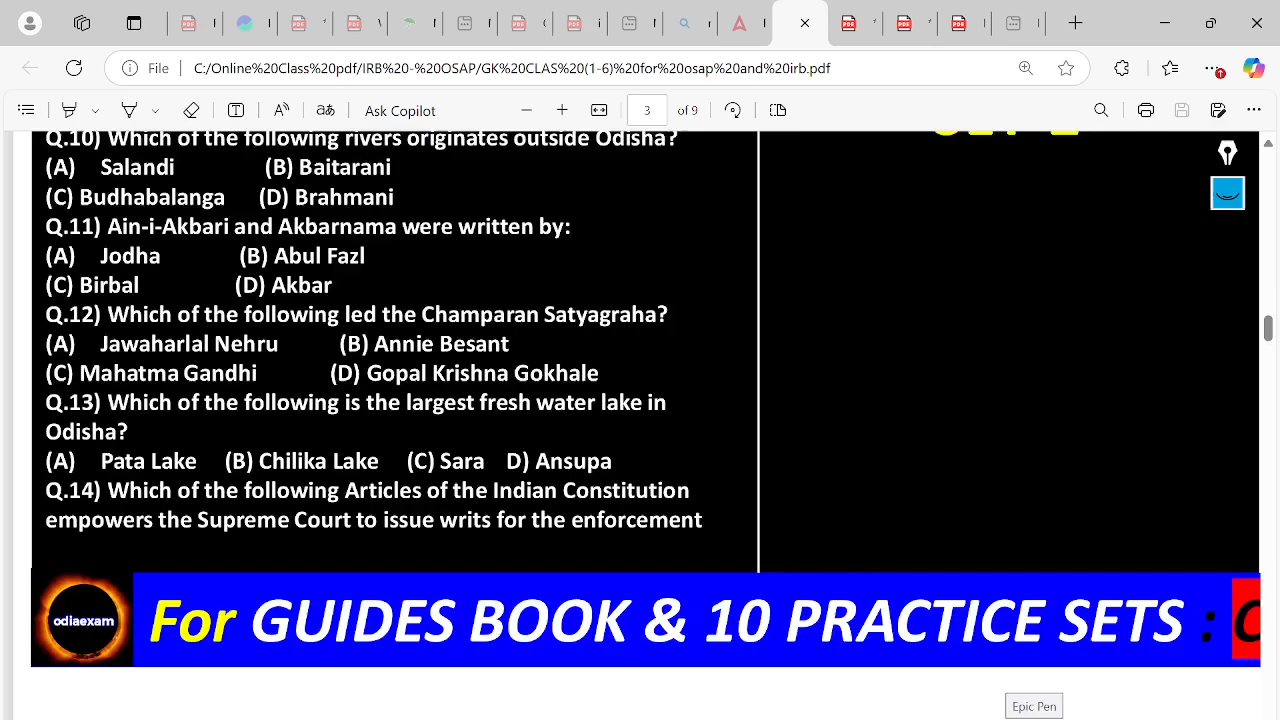 File C:/Online%20Class%20pdf/IRB%20-%20OSAP/GK%20CLAS%20(1-6)%20for%20osap%20and%20irb.pdf
Ask Copilot 3 of 9
Q.10) Which of the following rivers originates outside Odisha?
(A) Salandi (B) Baitarani
(C) Budhabalanga (D) Brahmani
Q.11) Ain-i-Akbari and Akbarnama were written by:
(A) Jodha (B) Abul Fazl
(C) Birbal (D) Akbar
Q.12) Which of the following led the Champaran Satyagraha?
(A) Jawaharlal Nehru (B) Annie Besant
(C) Mahatma Gandhi (D) Gopal Krishna Gokhale
Q.13) Which of the following is the largest fresh water lake in
Odisha?
(A) Pata Lake (B) Chilika Lake (C) Sara D) Ansupa
Q.14) Which of the following Articles of the Indian Constitution
empowers the Supreme Court to issue writs for the enforcement
odiaexam
For GUIDES BOOK & 10 PRACTICE SETS :
Epic Pen